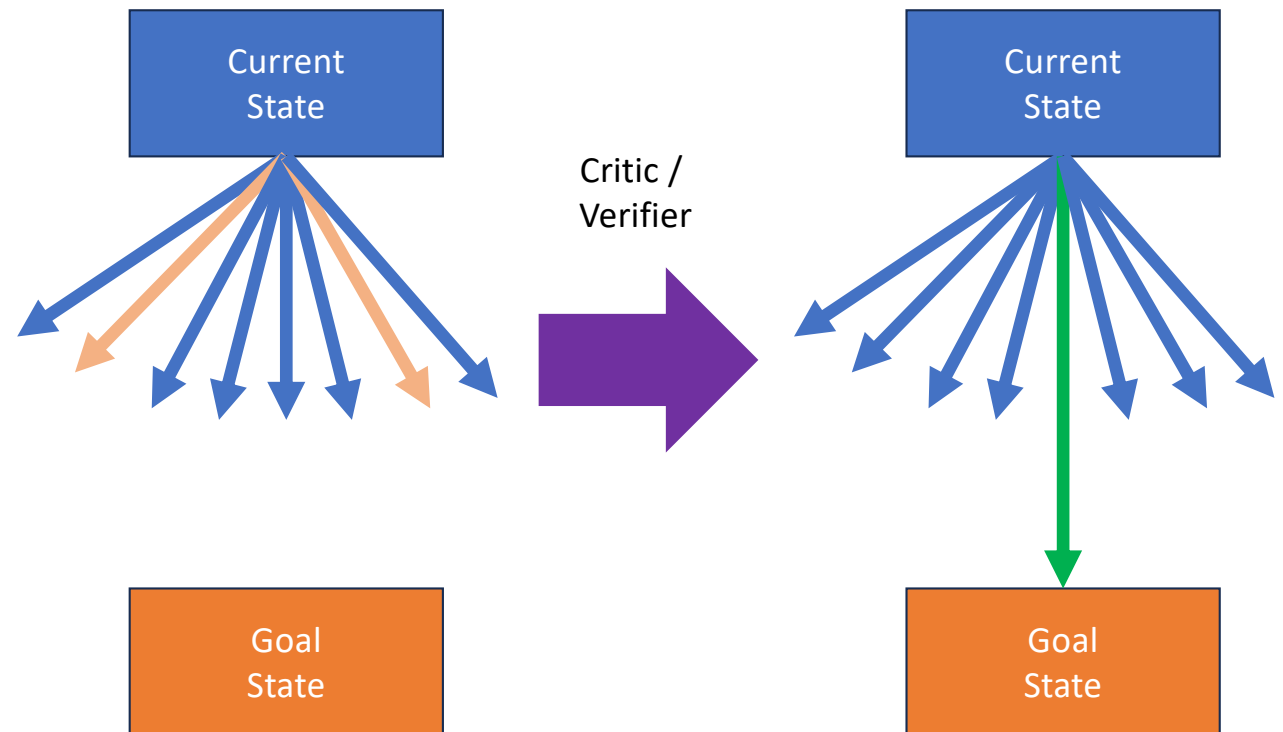 Current
State
Critic /
Verifier
Current
State
Goal
State
Goal
State